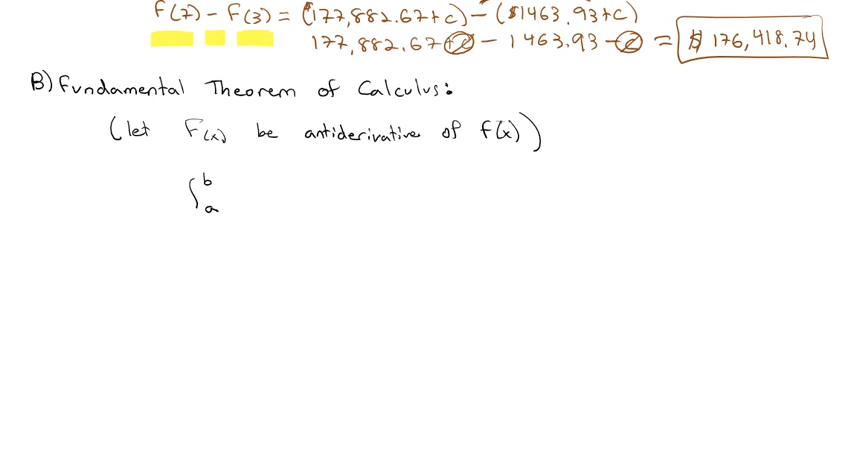 F(7) - F(3) = ($177,882.67+c) - ($1463.93+c)
177,882.67+c - 1463.93-c = $176,418.74
B) Fundamental Theorem of Calculus:
(let F(x) be antiderivative of f(x))
∫ b a